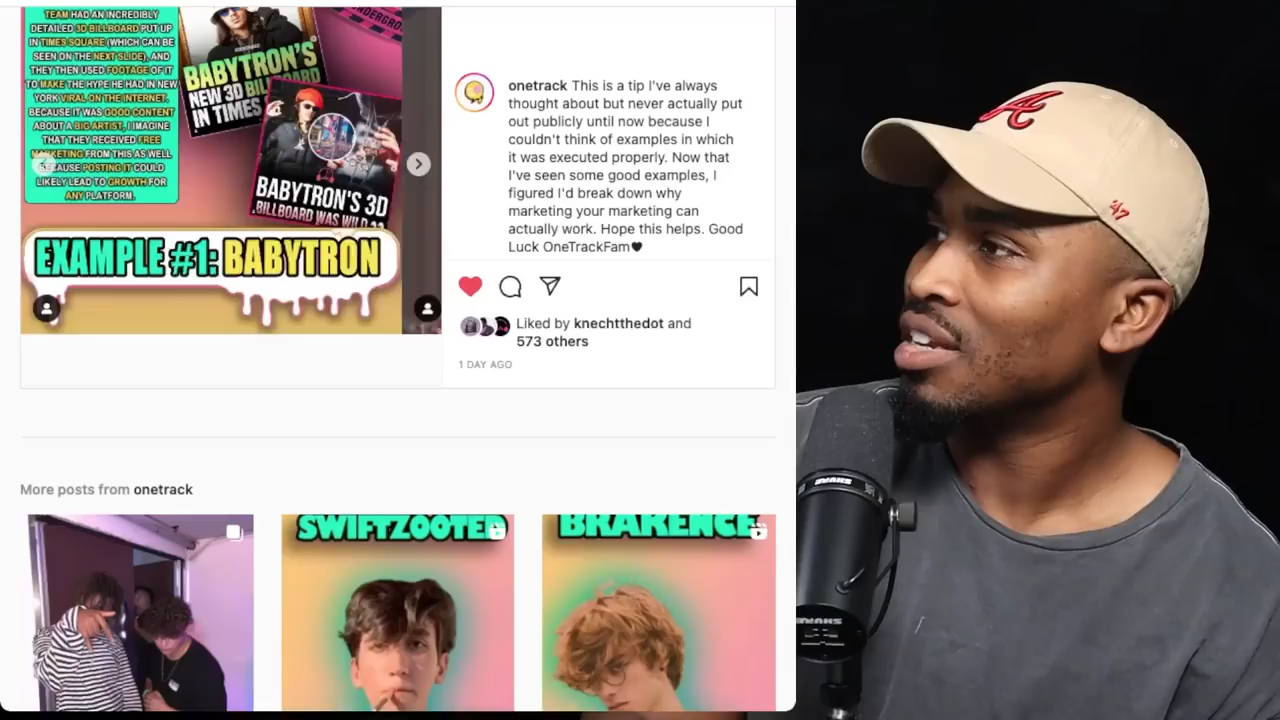 TEAM HAD AN INCREDIBLY
DETAILED 3D BILLBOARD PUT UP
IN TIMES SQUARE (WHICH CAN BE
SEEN ON THE NEXT SLIDE), AND
THEY THEN USED FOOTAGE OF IT
TO MAKE THE HYPE HE HAD IN NEW
YORK VIRAL ON THE INTERNET.
BECAUSE IT WAS GOOD CONTENT
ABOUT A BIG ARTIST, I IMAGINE
THAT THEY RECEIVED FREE
MARKETING FROM THIS AS WELL
BECAUSE POSTING IT COULD
LIKELY LEAD TO GROWTH FOR
ANY PLATFORM.
UNDERGRO
BABYTRON'S
NEW 3D BILLBOARD
IN TIMES
BABYTRON'S 3D
BILLBOARD WAS WILD
EXAMPLE #1: BABYTRON
onetrack This is a tip I've always
thought about but never actually put
out publicly until now because I
couldn't think of examples in which
it was executed properly. Now that
I've seen some good examples, I
figured I'd break down why
marketing your marketing can
actually work. Hope this helps. Good
Luck OneTrackFam🖤
Liked by knechtthedot and
573 others
1 DAY AGO
More posts from onetrack
SWIFTZOOTED
BRAKENCE
A
'47
SHURE
SHURE